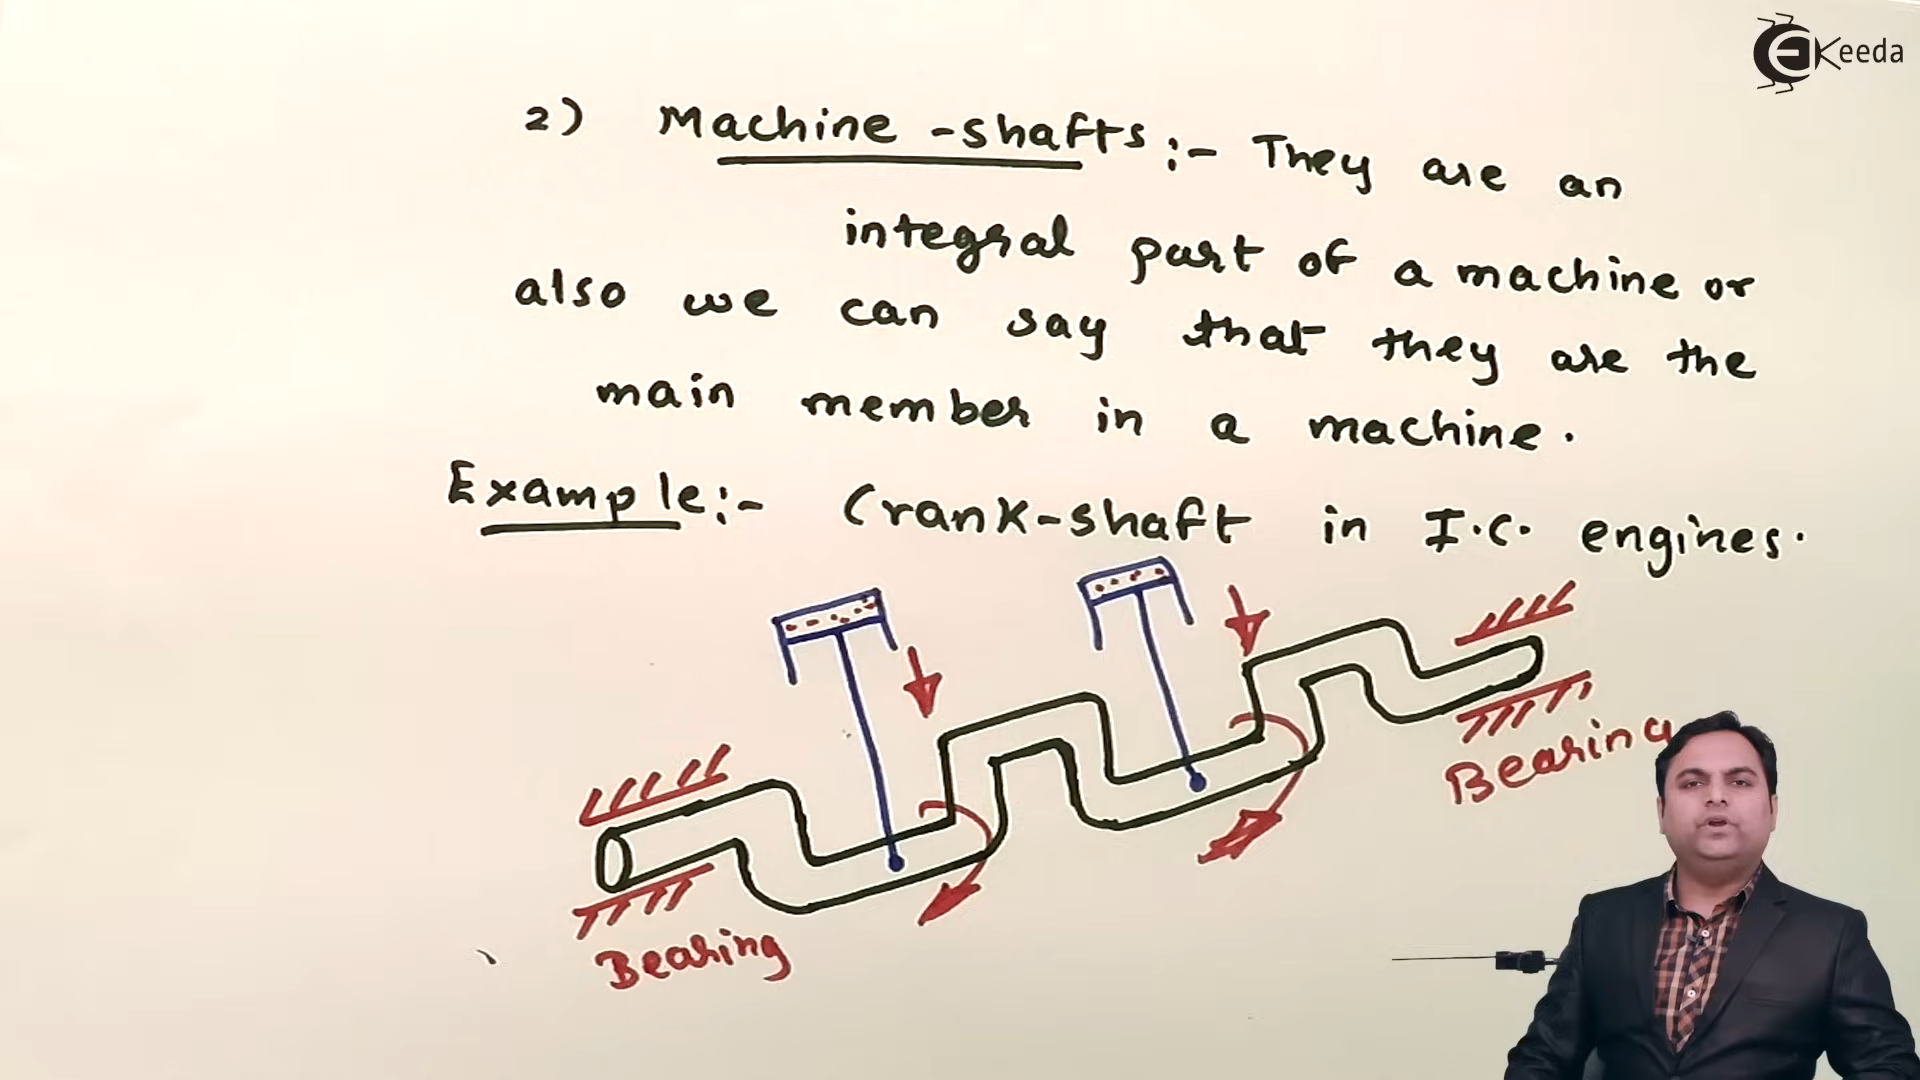 EKeeda
2) Machine-shafts:- They are an
integral part of a machine or
also we can say that they are the
main member in a machine.
Example:- Crank-shaft in I.C. engines.
Bearing
Bearing